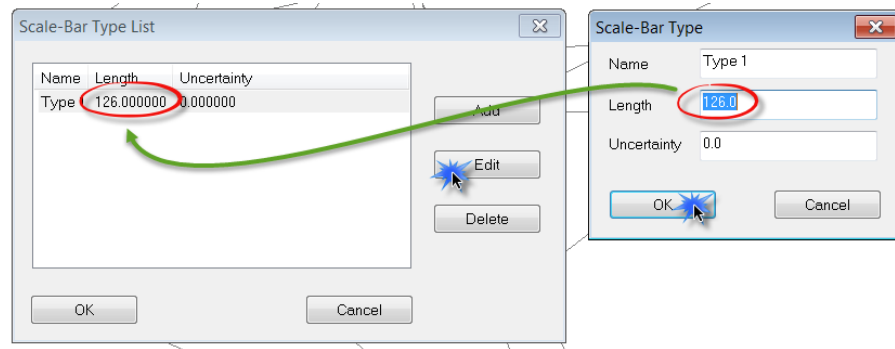 Scale-Bar Type List
Name Length Uncertainty
Type 1 126.000000 0.000000
Add
Edit
Delete
OK Cancel
Scale-Bar Type
Name Type 1
Length 126.0
Uncertainty 0.0
OK Cancel